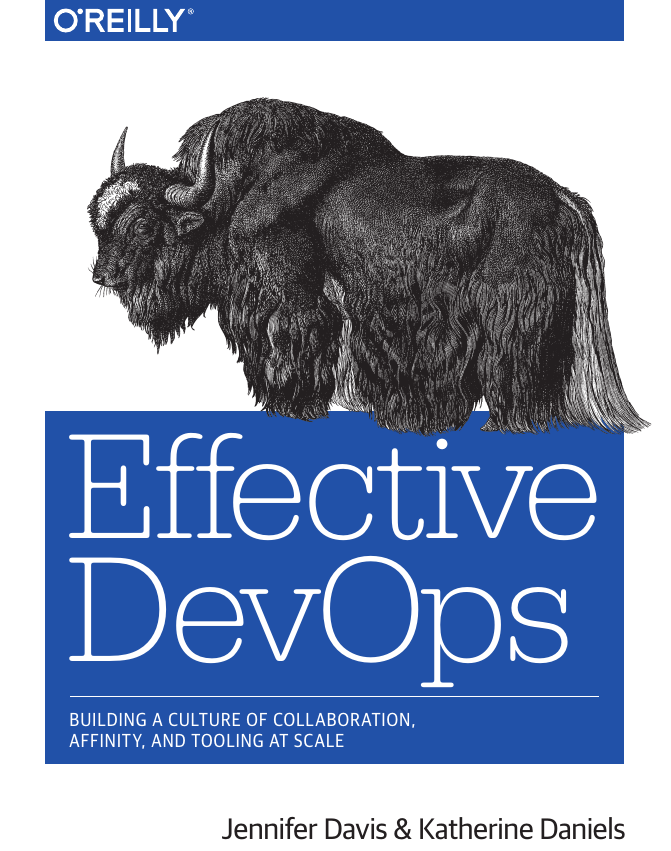 O'REILLY®
Effective
DevOps
BUILDING A CULTURE OF COLLABORATION,
AFFINITY, AND TOOLING AT SCALE
Jennifer Davis & Katherine Daniels